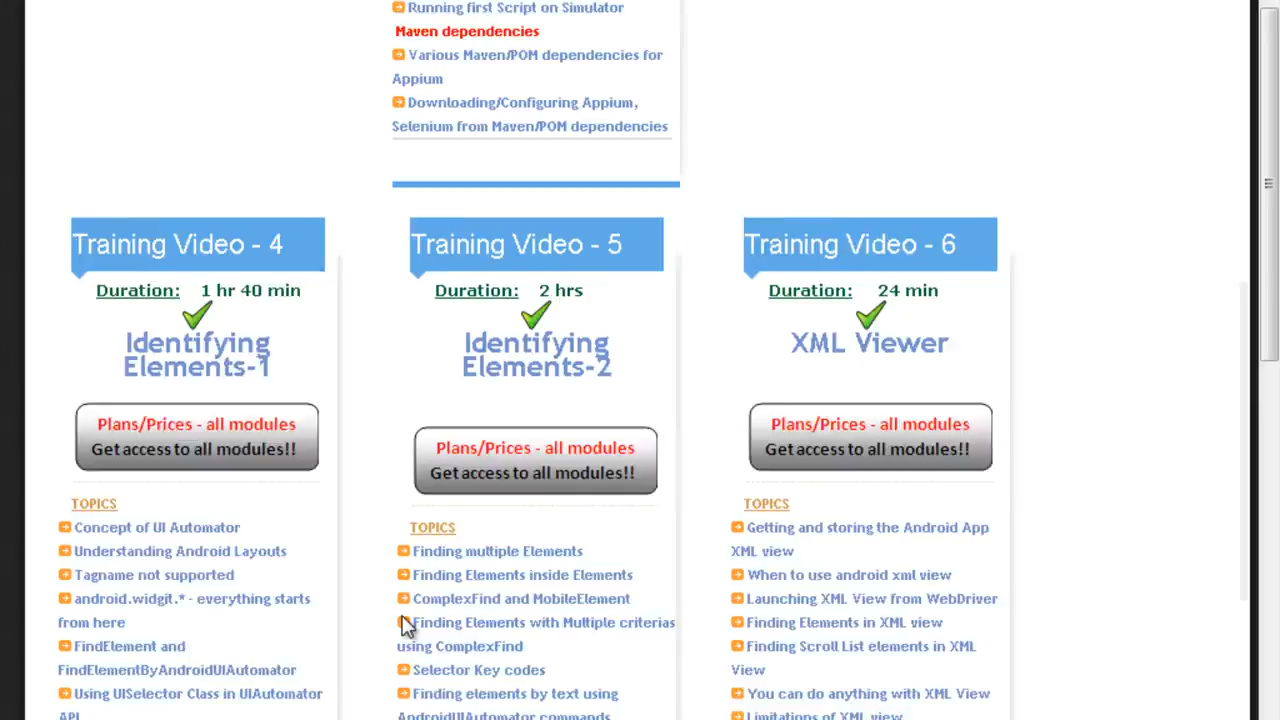 Running first Script on Simulator
Maven dependencies
Various Maven/POM dependencies for
Appium
Downloading/Configuring Appium,
Selenium from Maven/POM dependencies
Training Video - 4
Duration: 1 hr 40 min
Identifying
Elements-1
Plans/Prices - all modules
Get access to all modules!!
TOPICS
Concept of UI Automator
Understanding Android Layouts
Tagname not supported
android.widgit.* - everything starts
from here
FindElement and
FindElementByAndroidUIAutomator
Using UISelector Class in UIAutomator
API
Training Video - 5
Duration: 2 hrs
Identifying
Elements-2
Plans/Prices - all modules
Get access to all modules!!
TOPICS
Finding multiple Elements
Finding Elements inside Elements
ComplexFind and MobileElement
Finding Elements with Multiple criterias
using ComplexFind
Selector Key codes
Finding elements by text using
AndroidUIAutomator commands
Training Video - 6
Duration: 24 min
XML Viewer
Plans/Prices - all modules
Get access to all modules!!
TOPICS
Getting and storing the Android App
XML view
When to use android xml view
Launching XML View from WebDriver
Finding Elements in XML view
Finding Scroll List elements in XML
View
You can do anything with XML View
Limitations of XML view